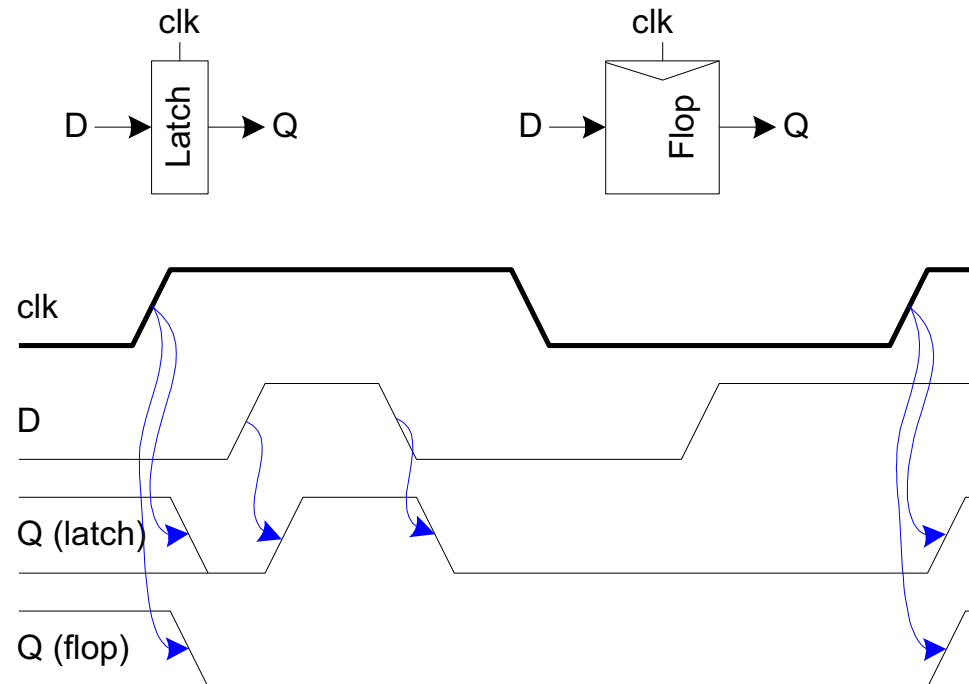 clk clk
D Latch Q D Flop Q
clk
D
Q (latch)
Q (flop)